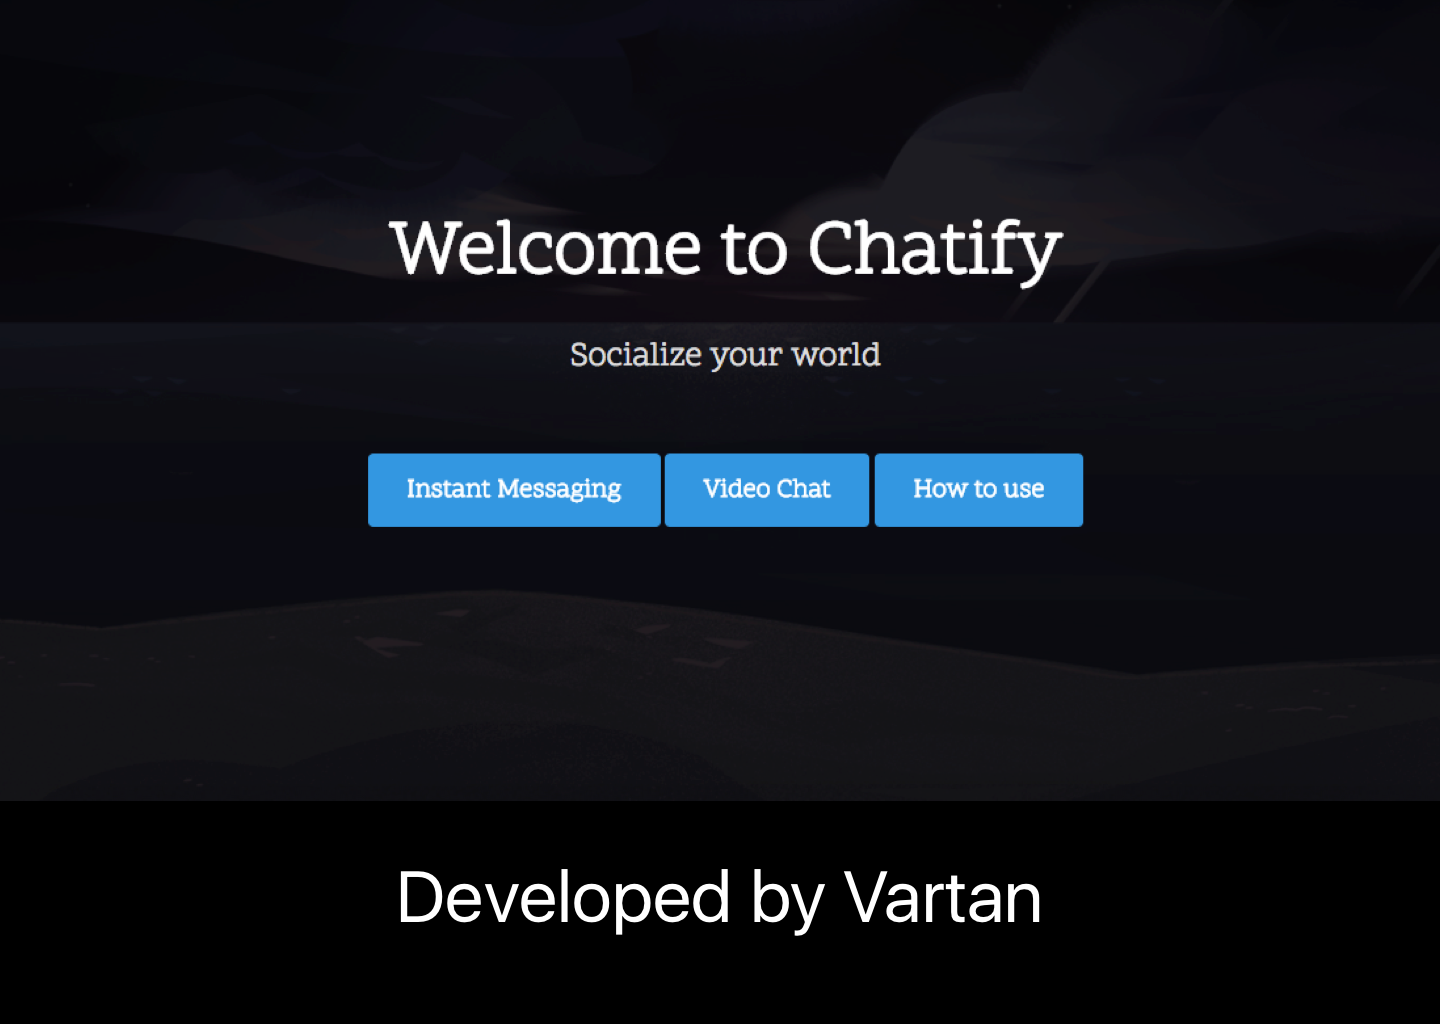 Welcome to Chatify
Socialize your world
Instant Messaging Video Chat How to use
Developed by Vartan